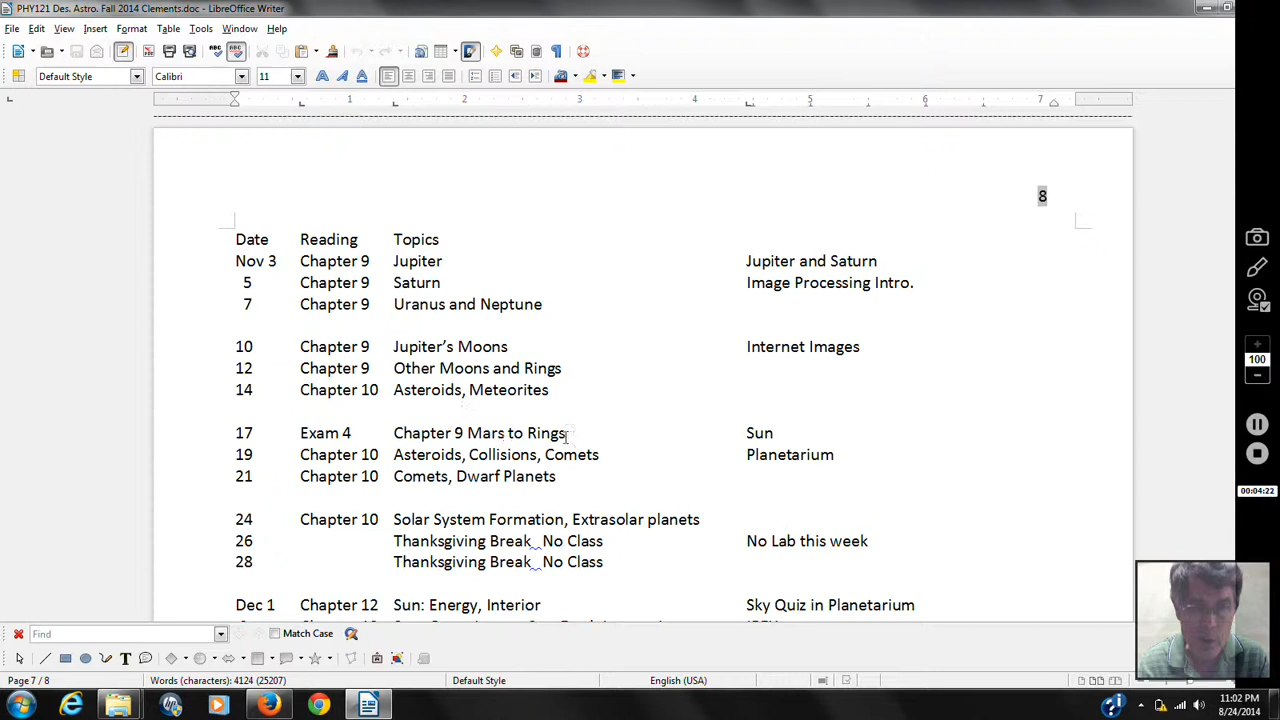 PHY121 Des. Astro. Fall 2014 Clements.doc - LibreOffice Writer
File Edit View Insert Format Table Tools Window Help
Default Style Calibri 11
1 2 3 4 5 6 7
8
Date Reading Topics
Nov 3 Chapter 9 Jupiter Jupiter and Saturn
5 Chapter 9 Saturn Image Processing Intro.
7 Chapter 9 Uranus and Neptune
10 Chapter 9 Jupiter’s Moons Internet Images
12 Chapter 9 Other Moons and Rings
14 Chapter 10 Asteroids, Meteorites
17 Exam 4 Chapter 9 Mars to Rings Sun
19 Chapter 10 Asteroids, Collisions, Comets Planetarium
21 Chapter 10 Comets, Dwarf Planets
24 Chapter 10 Solar System Formation, Extrasolar planets
26 Thanksgiving Break No Class No Lab this week
28 Thanksgiving Break No Class
Dec 1 Chapter 12 Sun: Energy, Interior Sky Quiz in Planetarium
100
00:04:22
Find Match Case
Page 7 / 8 Words (characters): 4124 (25207) Default Style English (USA)
11:02 PM
8/24/2014